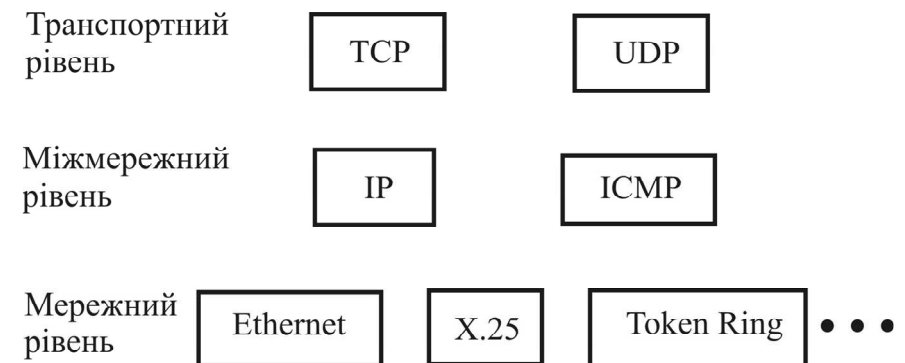 Транспортний
рівень
TCP
UDP
Міжмережний
рівень
IP
ICMP
Мережний
рівень
Ethernet
X.25
Token Ring